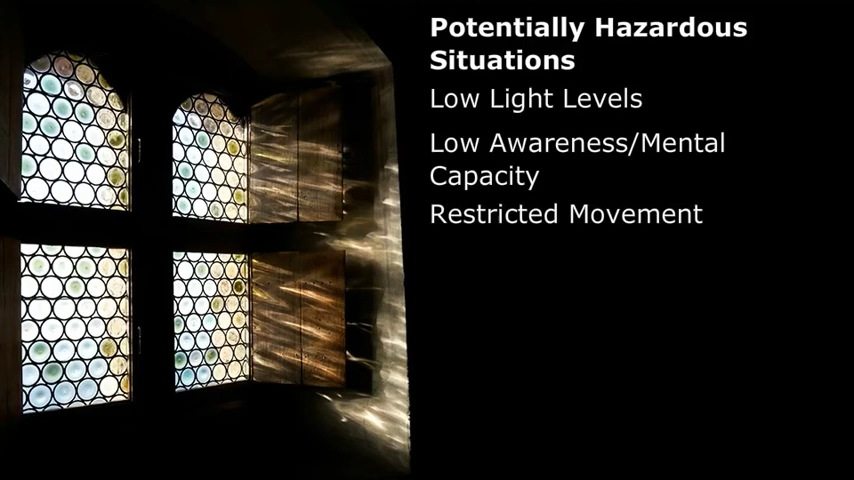 Potentially Hazardous
Situations
Low Light Levels
Low Awareness/Mental
Capacity
Restricted Movement